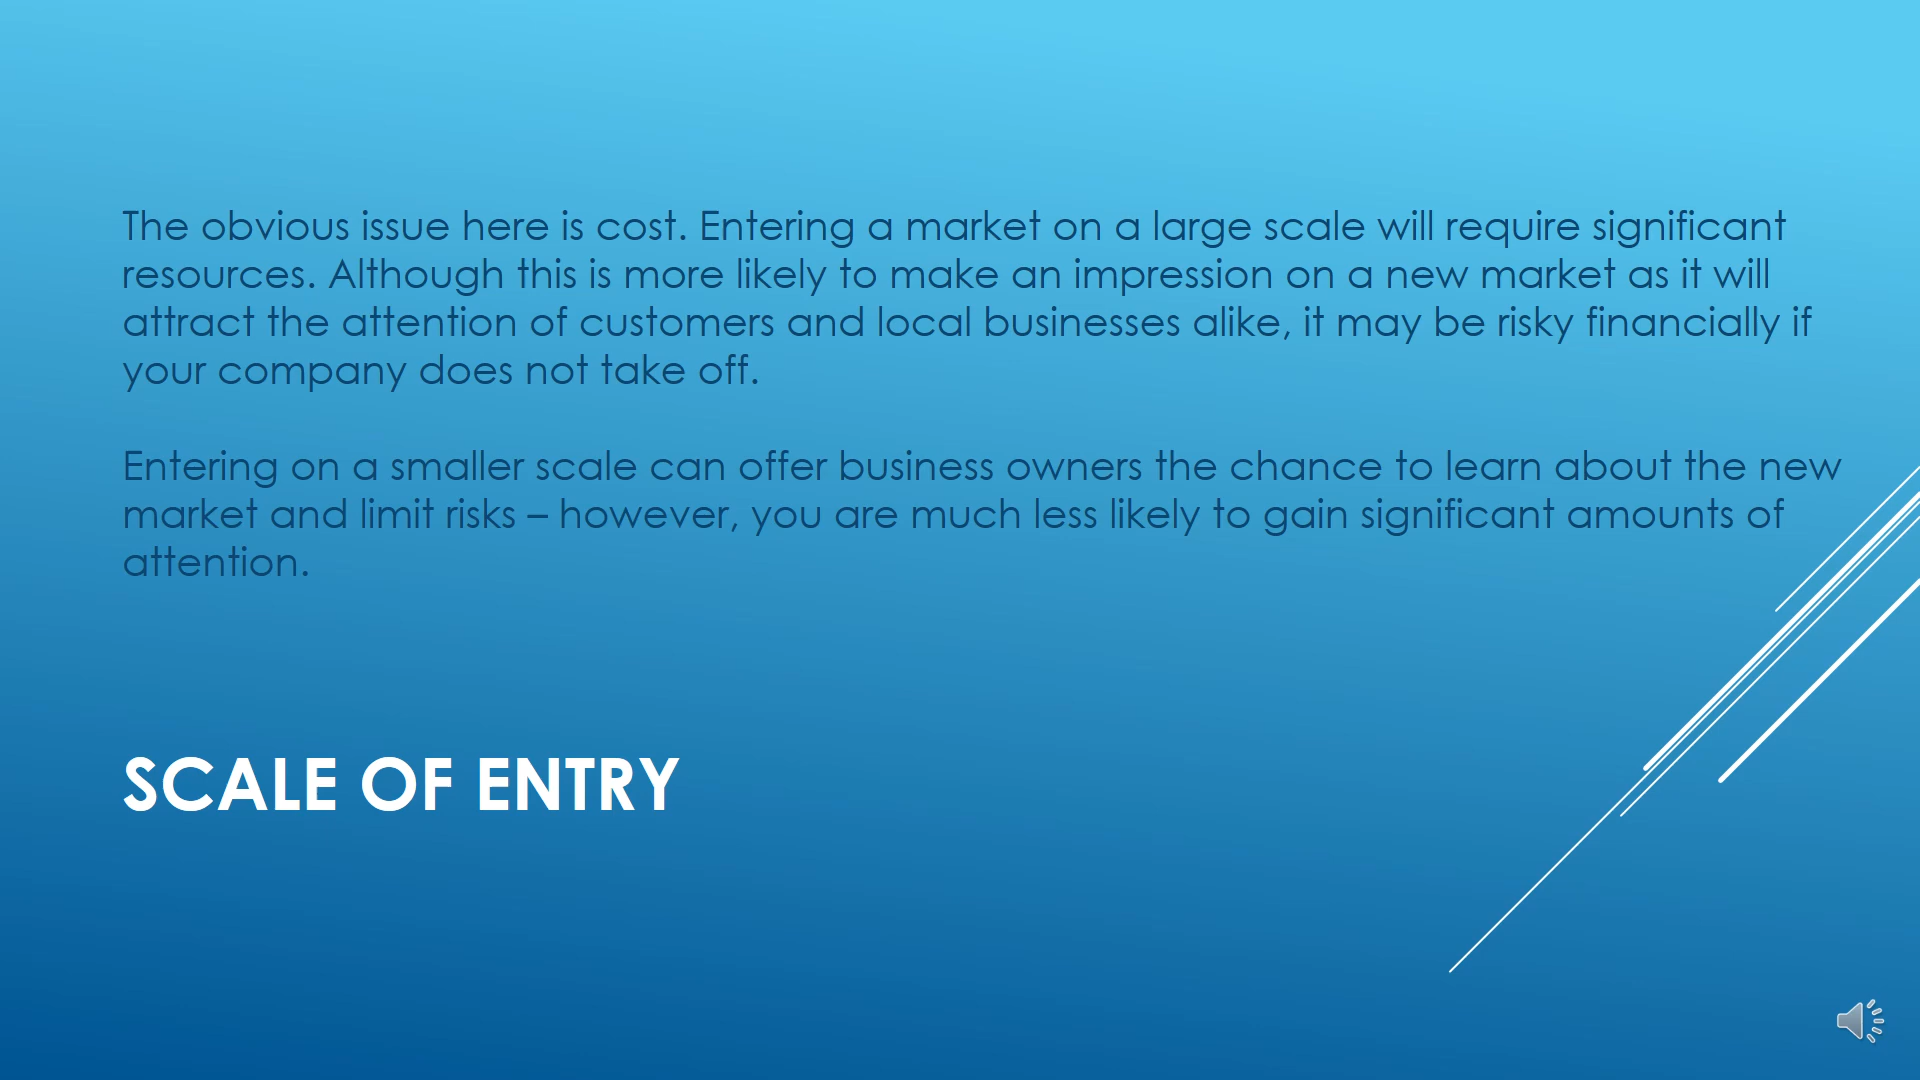 The obvious issue here is cost. Entering a market on a large scale will require significant
resources. Although this is more likely to make an impression on a new market as it will
attract the attention of customers and local businesses alike, it may be risky financially if
your company does not take off.
Entering on a smaller scale can offer business owners the chance to learn about the new
market and limit risks – however, you are much less likely to gain significant amounts of
attention.
SCALE OF ENTRY